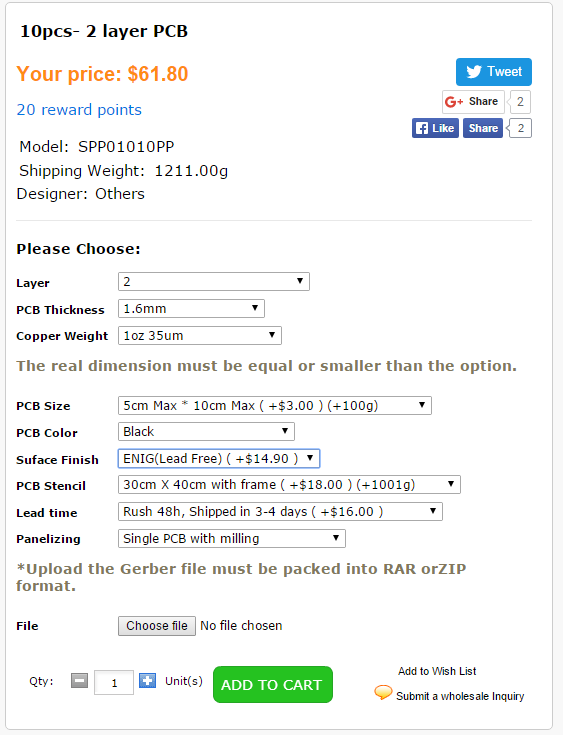 10pcs- 2 layer PCB
Your price: $61.80
Tweet
20 reward points
G+ Share 2
Like Share 2
Model: SPP01010PP
Shipping Weight: 1211.00g
Designer: Others
Please Choose:
Layer 2
PCB Thickness 1.6mm
Copper Weight 1oz 35um
The real dimension must be equal or smaller than the option.
PCB Size 5cm Max * 10cm Max ( +$3.00 ) (+100g)
PCB Color Black
Suface Finish ENIG(Lead Free) ( +$14.90 )
PCB Stencil 30cm X 40cm with frame ( +$18.00 ) (+1001g)
Lead time Rush 48h, Shipped in 3-4 days ( +$16.00 )
Panelizing Single PCB with milling
*Upload the Gerber file must be packed into RAR orZIP
format.
File Choose file No file chosen
Qty: 1 Unit(s) ADD TO CART
Add to Wish List
Submit a wholesale Inquiry